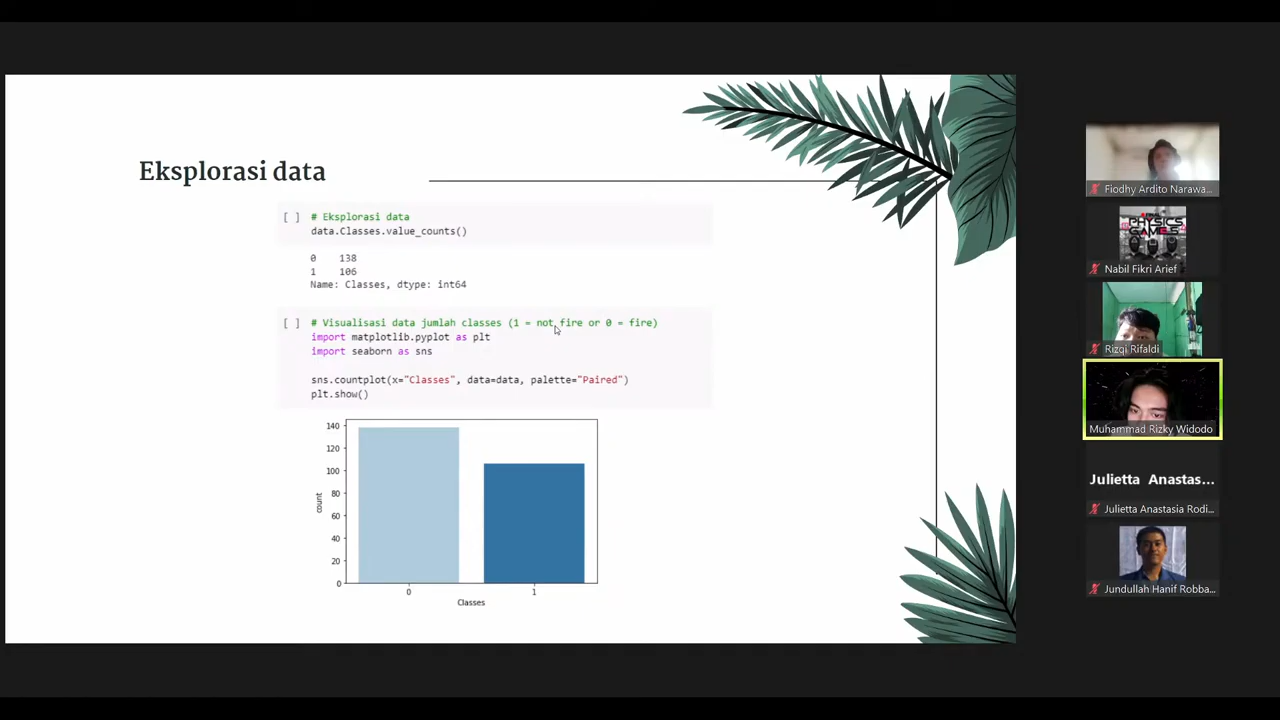 Eksplorasi data
[ ] # Eksplorasi data
data.Classes.value_counts()
0 138
1 106
Name: Classes, dtype: int64
[ ] # Visualisasi data jumlah classes (1 = not fire or 0 = fire)
import matplotlib.pyplot as plt
import seaborn as sns
sns.countplot(x="Classes", data=data, palette="Paired")
plt.show()
140
120
100
80
60
40
20
0
count
0 1
Classes
Fiodhy Ardito Narawa...
PHYSICS
GAMES
Nabil Fikri Arief
Rizqi Rifaldi
Muhammad Rizky Widodo
Julietta Anastas...
Julietta Anastasia Rodi...
Jundullah Hanif Robba...